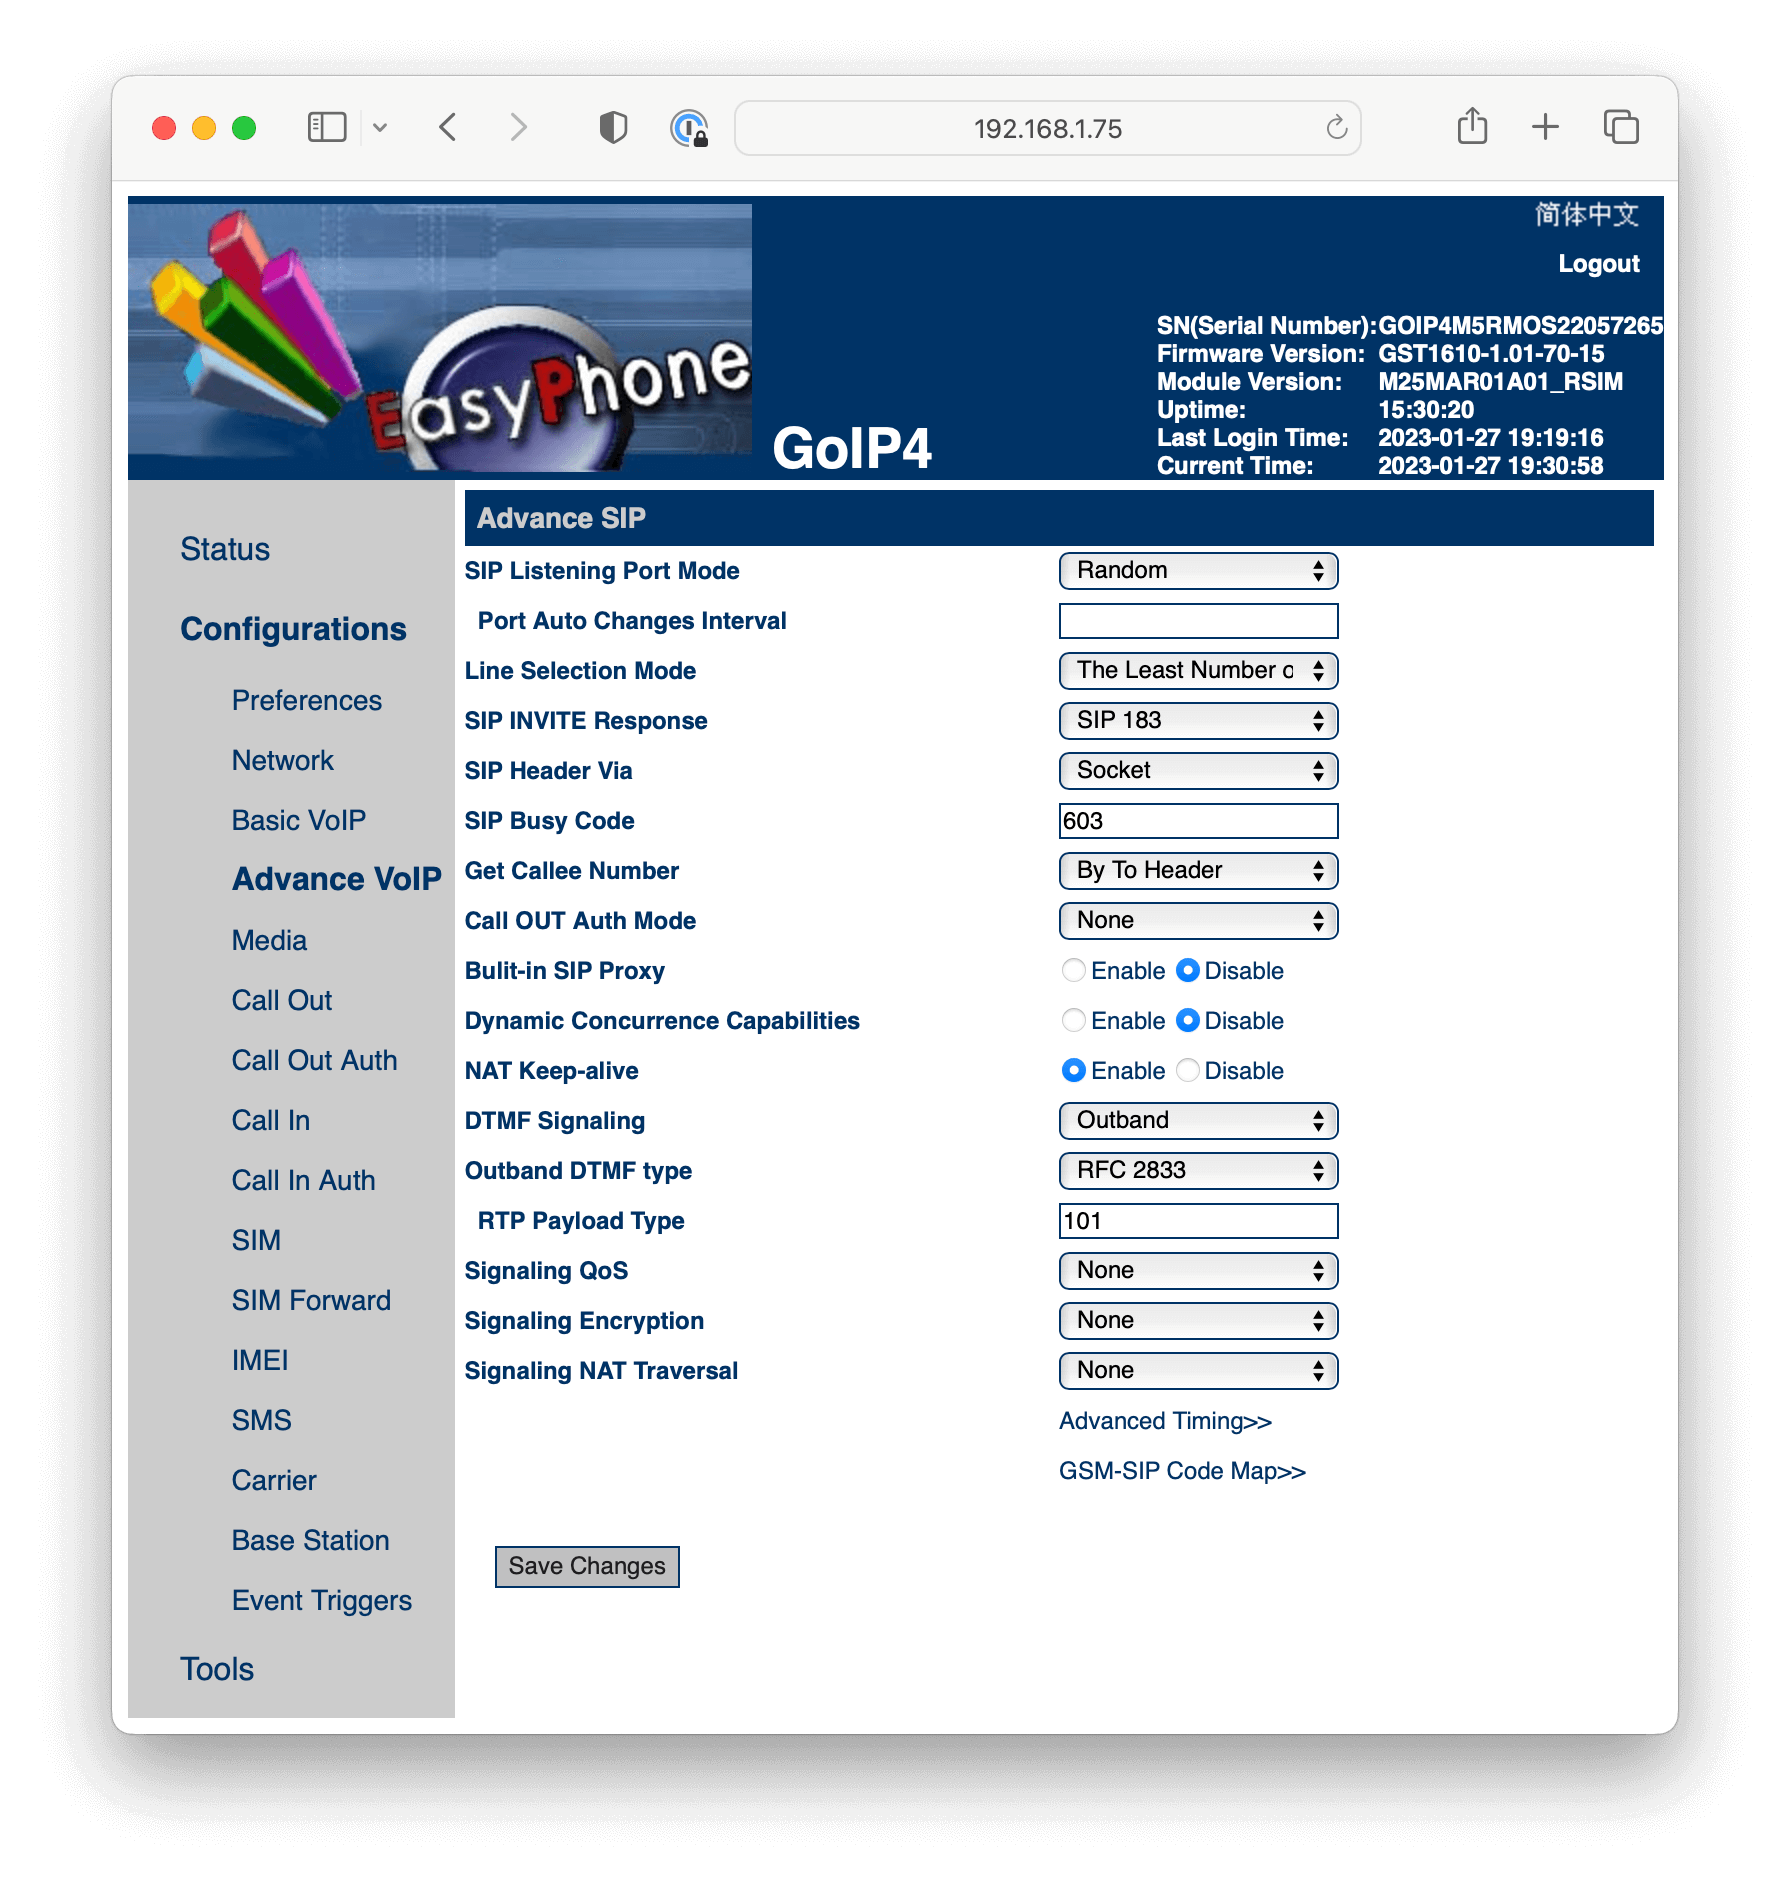 192.168.1.75
简体中文
Logout
SN(Serial Number):GOIP4M5RMOS22057265
Firmware Version: GST1610-1.01-70-15
Module Version: M25MAR01A01_RSIM
Uptime: 15:30:20
Last Login Time: 2023-01-27 19:19:16
Current Time: 2023-01-27 19:30:58
EasyPhone
GoIP4
Status
Configurations
Preferences
Network
Basic VoIP
Advance VoIP
Media
Call Out
Call Out Auth
Call In
Call In Auth
SIM
SIM Forward
IMEI
SMS
Carrier
Base Station
Event Triggers
Tools
Advance SIP
SIP Listening Port Mode Random
Port Auto Changes Interval
Line Selection Mode The Least Number o
SIP INVITE Response SIP 183
SIP Header Via Socket
SIP Busy Code 603
Get Callee Number By To Header
Call OUT Auth Mode None
Bulit-in SIP Proxy Enable Disable
Dynamic Concurrence Capabilities Enable Disable
NAT Keep-alive Enable Disable
DTMF Signaling Outband
Outband DTMF type RFC 2833
RTP Payload Type 101
Signaling QoS None
Signaling Encryption None
Signaling NAT Traversal None
Advanced Timing>>
GSM-SIP Code Map>>
Save Changes